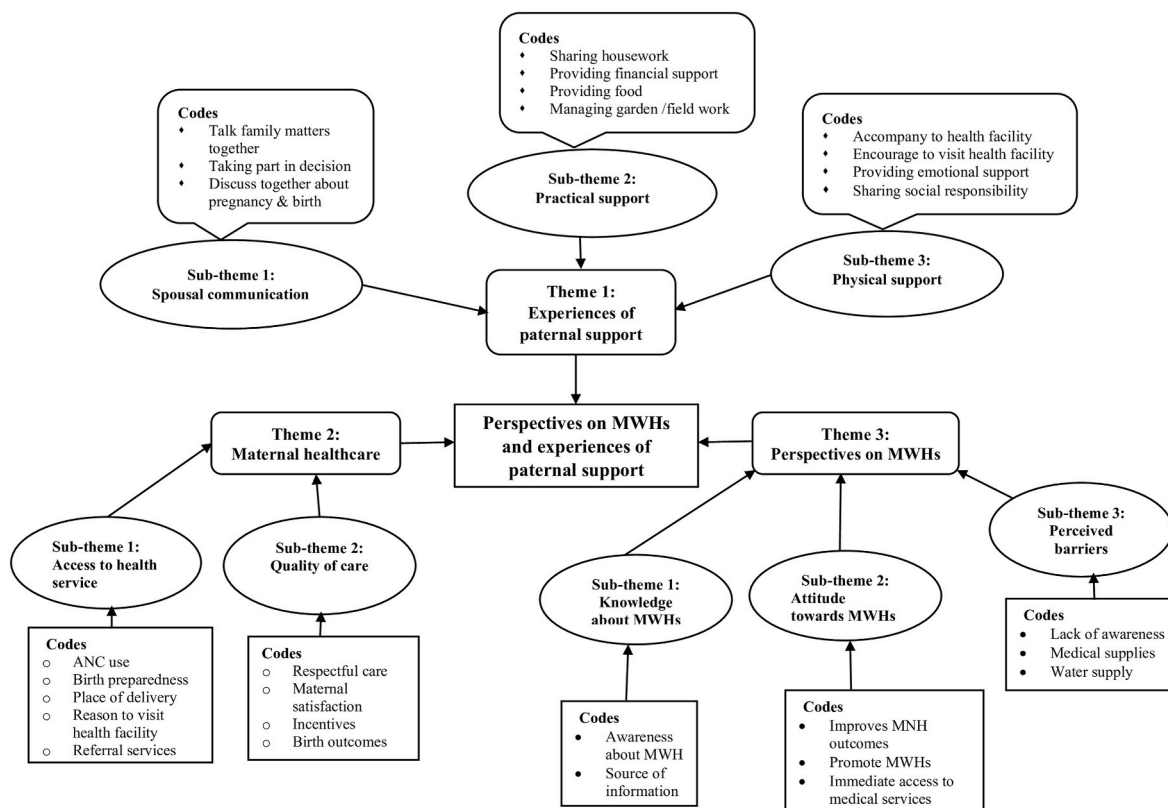 Codes
Sharing housework
Providing financial support
Providing food
Managing garden /field work
Codes
Talk family matters
together
Taking part in decision
Discuss together about
pregnancy & birth
Codes
Accompany to health facility
Encourage to visit health facility
Providing emotional support
Sharing social responsibility
Sub-theme 2:
Practical support
Sub-theme 1:
Spousal communication
Sub-theme 3:
Physical support
Theme 1:
Experiences of
paternal support
Theme 2:
Maternal healthcare
Perspectives on MWHs
and experiences of
paternal support
Theme 3:
Perspectives on MWHs
Sub-theme 1:
Access to health
service
Sub-theme 2:
Quality of care
Sub-theme 1:
Knowledge
about MWHs
Sub-theme 2:
Attitude
towards MWHs
Sub-theme 3:
Perceived
barriers
Codes
ANC use
Birth preparedness
Place of delivery
Reason to visit
health facility
Referral services
Codes
Respectful care
Maternal
satisfaction
Incentives
Birth outcomes
Codes
Awareness
about MWH
Source of
information
Codes
Improves MNH
outcomes
Promote MWHs
Immediate access to
medical services
Codes
Lack of awareness
Medical supplies
Water supply